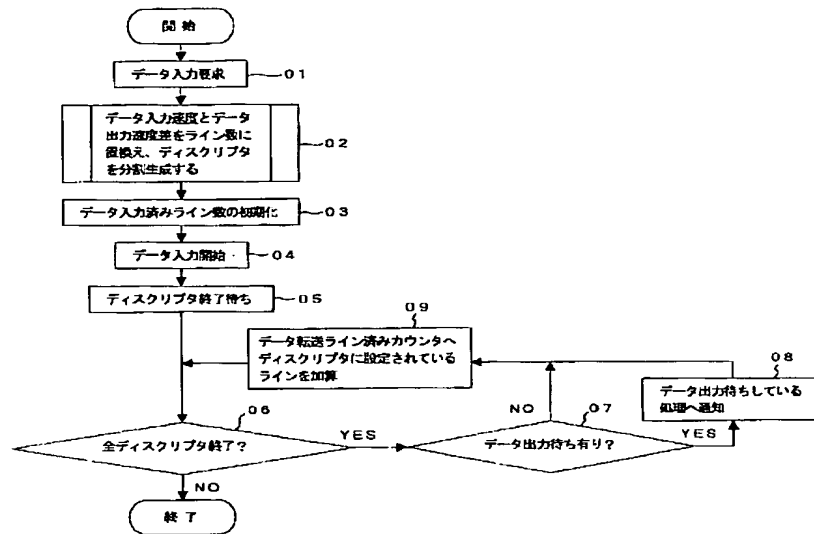 開 始
データ入力要求
01
データ入力速度とデータ
出力速度差をライン数に
置換え、ディスクリプタ
を分割生成する
02
データ入力済みライン数の初期化
03
データ入力開始
04
ディスクリプタ終了待ち
05
09
データ転送ライン済みカウンタへ
ディスクリプタに設定されている
ラインを加算
08
データ出力待ちしている
処理へ通知
06
全ディスクリプタ終了?
YES
07
データ出力待ち有り?
NO
YES
NO
終 了